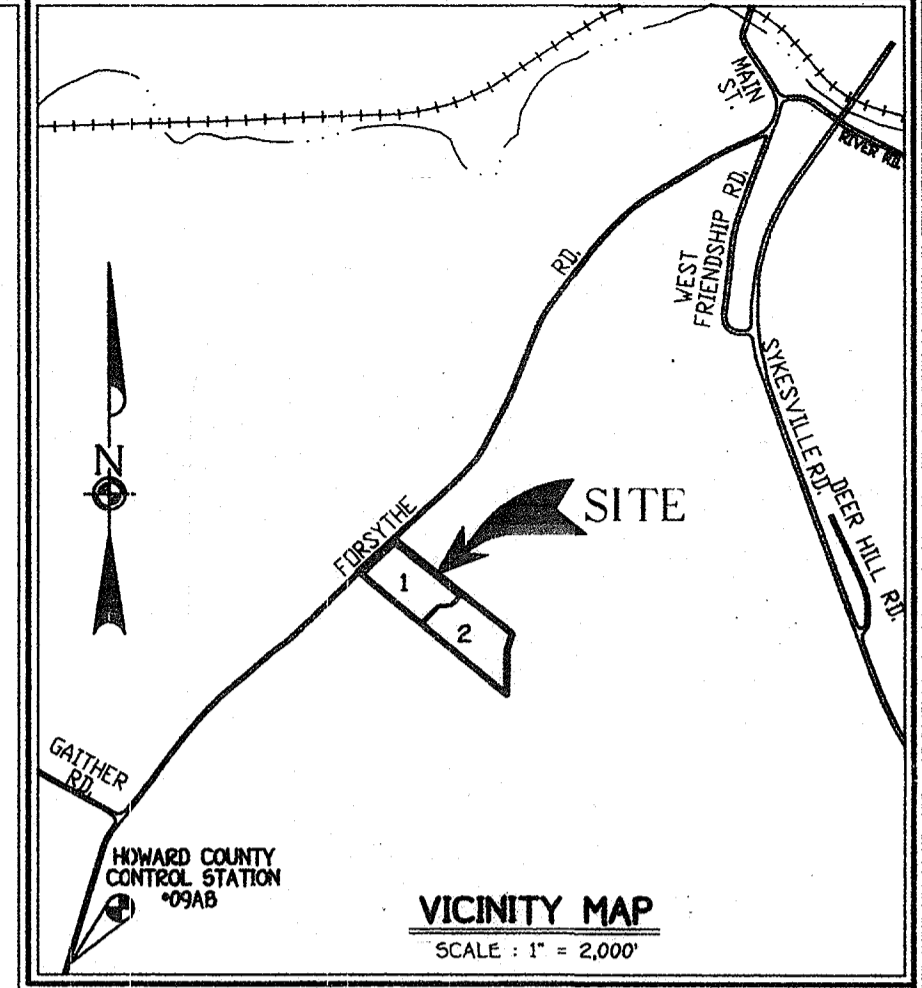 MAIN
ST.
RIVER RD.
RD.
WEST
FRIENDSHIP RD.
SYKESVILLE RD.
DEER HILL RD.
N
SITE
FORSYTHE
1
2
GAITHER
RD.
HOWARD COUNTY
CONTROL STATION
*09AB
VICINITY MAP
SCALE : 1" = 2,000'